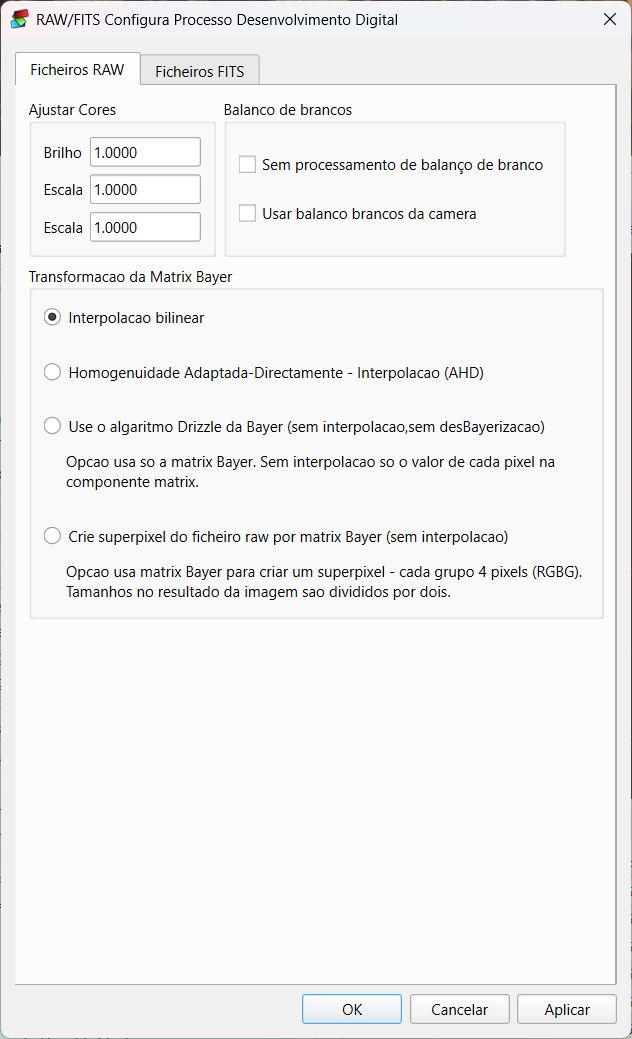 RAW/FITS Configura Processo Desenvolvimento Digital
Ficheiros RAW
Ficheiros FITS
Ajustar Cores
Balanco de brancos
Brilho 1.0000
Sem processamento de balanço de branco
Escala 1.0000
Usar balanco brancos da camera
Escala 1.0000
Transformacao da Matrix Bayer
Interpolacao bilinear
Homogenuidade Adaptada-Directamente - Interpolacao (AHD)
Use o algaritmo Drizzle da Bayer (sem interpolacao,sem desBayerizacao)
Opcao usa so a matrix Bayer. Sem interpolacao so o valor de cada pixel na
componente matrix.
Crie superpixel do ficheiro raw por matrix Bayer (sem interpolacao)
Opcao usa matrix Bayer para criar um superpixel - cada grupo 4 pixels (RGBG).
Tamanhos no resultado da imagem sao divididos por dois.
OK
Cancelar
Aplicar